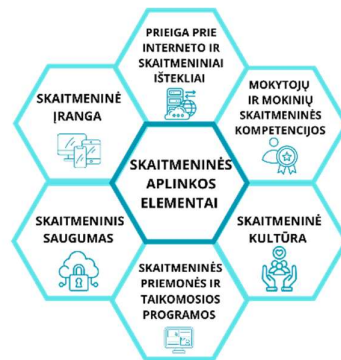 PRIEIGA PRIE
INTERNETO IR
SKAITMENINIAI
IŠTEKLIAI
SKAITMENINĖ
ĮRANGA
MOKYTOJŲ
IR MOKINIŲ
SKAITMENINĖS
KOMPETENCIJOS
SKAITMENINĖS
APLINKOS
ELEMENTAI
SKAITMENINIS
SAUGUMAS
SKAITMENINĖ
KULTŪRA
SKAITMENINĖS
PRIEMONĖS IR
TAIKOMOSIOS
PROGRAMOS